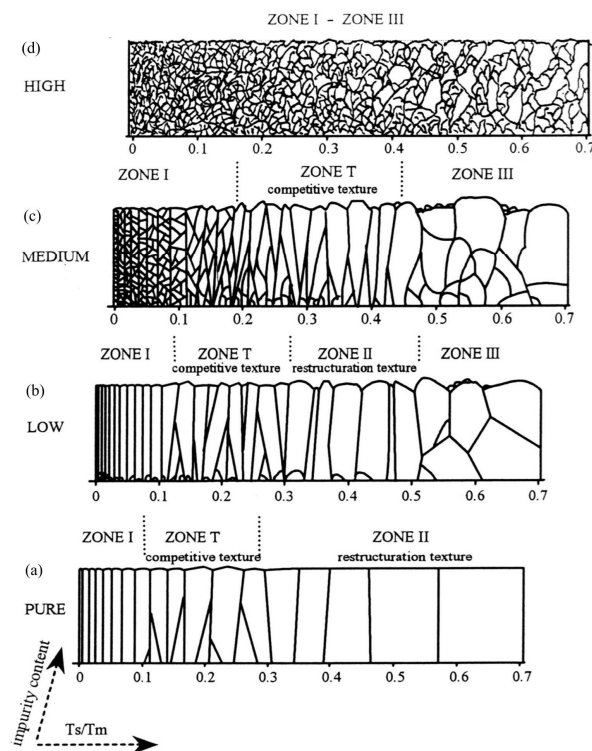 ZONE I - ZONE III
(d)
HIGH
0 0.1 0.2 0.3 0.4 0.5 0.6 0.7
ZONE I ZONE T ZONE III
competitive texture
(c)
MEDIUM
0 0.1 0.2 0.3 0.4 0.5 0.6 0.7
ZONE I ZONE T ZONE II ZONE III
competitive texture restructuration texture
(b)
LOW
0 0.1 0.2 0.3 0.4 0.5 0.6 0.7
ZONE I ZONE T ZONE II
competitive texture restructuration texture
(a)
PURE
0 0.1 0.2 0.3 0.4 0.5 0.6 0.7
impurity content
Ts/Tm